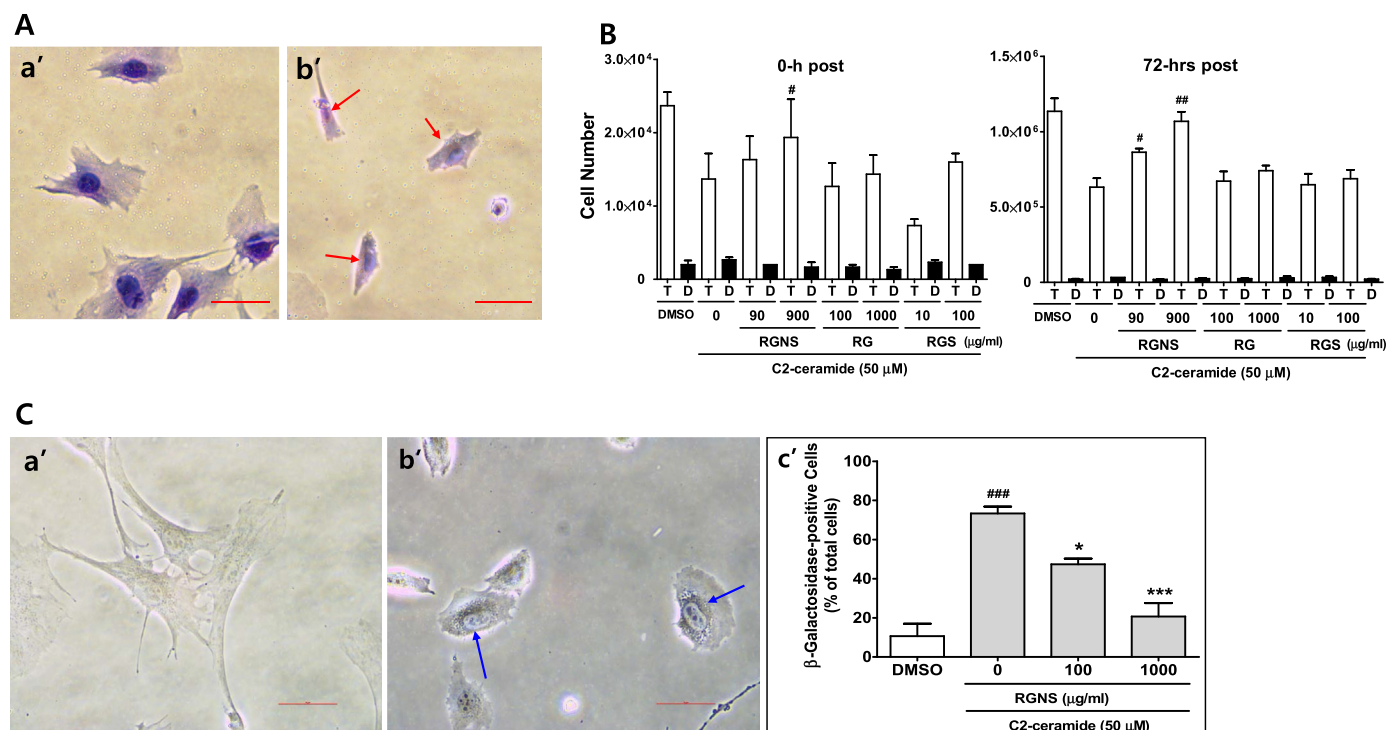 A
a′
b′
B
0-h post
Cell Number
3.0×10⁴
2.0×10⁴
1.0×10⁴
0
#
T D T D T D T D T D T D T D T D
DMSO 0 90 900 100 1000 10 100
RGNS RG RGS (μg/ml)
C2-ceramide (50 μM)
72-hrs post
1.5×10⁶
1.0×10⁶
5.0×10⁵
0
#
##
T D T D T D T D T D T D T D T D
DMSO 0 90 900 100 1000 10 100
RGNS RG RGS (μg/ml)
C2-ceramide (50 μM)
C
a′
b′
c′
β-Galactosidase-positive Cells
(% of total cells)
100
80
60
40
20
0
###
*
***
DMSO 0 100 1000
RGNS (μg/ml)
C2-ceramide (50 μM)